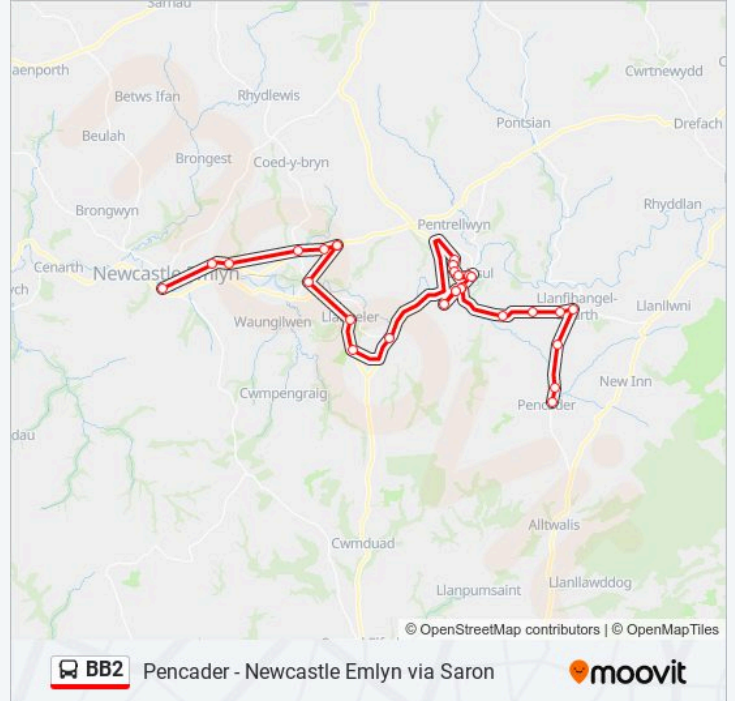 Sarnau
aenporth
Cwrtnewydd
Betws Ifan
Rhydlewis
Pontsian
Drefach
Beulah
Brongest
Coed-y-bryn
Rhyddlan
Brongwyn
Pentrellwyn
Cenarth
Newcastle Emlyn
sul
ych
Llanfihangel-
Llanllwni
Waungilwen
New Inn
Cwmpengraig
Pencader
dau
Alltwalis
Cwmduad
Llanpumsaint
Llanllawddog
© OpenStreetMap contributors | © OpenMapTiles
BB2
Pencader - Newcastle Emlyn via Saron
moovit